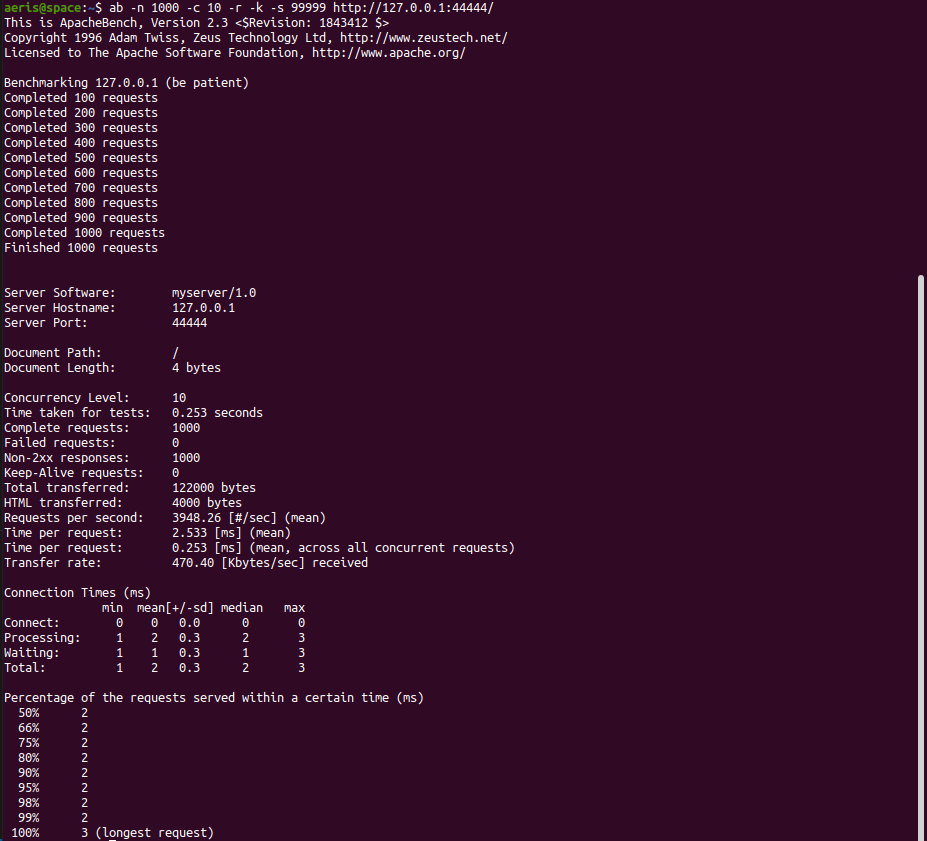 aeris@space:~$ ab -n 1000 -c 10 -r -k -s 99999 http://127.0.0.1:44444/
This is ApacheBench, Version 2.3 <$Revision: 1843412 $>
Copyright 1996 Adam Twiss, Zeus Technology Ltd, http://www.zeustech.net/
Licensed to The Apache Software Foundation, http://www.apache.org/

Benchmarking 127.0.0.1 (be patient)
Completed 100 requests
Completed 200 requests
Completed 300 requests
Completed 400 requests
Completed 500 requests
Completed 600 requests
Completed 700 requests
Completed 800 requests
Completed 900 requests
Completed 1000 requests
Finished 1000 requests


Server Software:        myserver/1.0
Server Hostname:        127.0.0.1
Server Port:            44444

Document Path:          /
Document Length:        4 bytes

Concurrency Level:      10
Time taken for tests:   0.253 seconds
Complete requests:      1000
Failed requests:        0
Non-2xx responses:      1000
Keep-Alive requests:    0
Total transferred:      122000 bytes
HTML transferred:       4000 bytes
Requests per second:    3948.26 [#/sec] (mean)
Time per request:       2.533 [ms] (mean)
Time per request:       0.253 [ms] (mean, across all concurrent requests)
Transfer rate:          470.40 [Kbytes/sec] received

Connection Times (ms)
              min  mean[+/-sd] median   max
Connect:        0    0   0.0      0       0
Processing:     1    2   0.3      2       3
Waiting:        1    1   0.3      1       3
Total:          1    2   0.3      2       3

Percentage of the requests served within a certain time (ms)
  50%      2
  66%      2
  75%      2
  80%      2
  90%      2
  95%      2
  98%      2
  99%      2
 100%      3 (longest request)